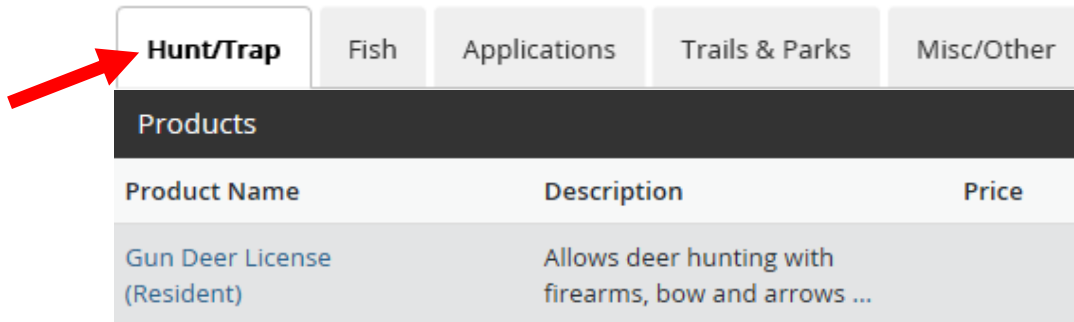 Hunt/Trap Fish Applications Trails & Parks Misc/Other
Products
Product Name Description Price
Gun Deer License Allows deer hunting with
(Resident) firearms, bow and arrows ...